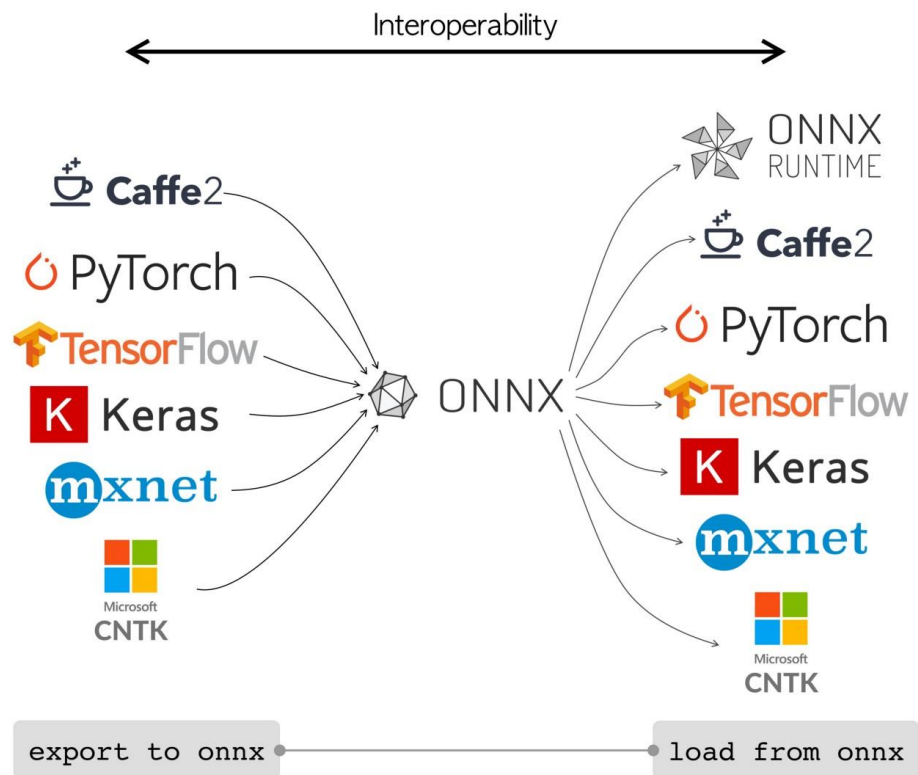 Interoperability
Caffe2
PyTorch
TensorFlow
K Keras
mxnet
Microsoft
CNTK
ONNX
ONNX
RUNTIME
Caffe2
PyTorch
TensorFlow
K Keras
mxnet
Microsoft
CNTK
export to onnx
load from onnx